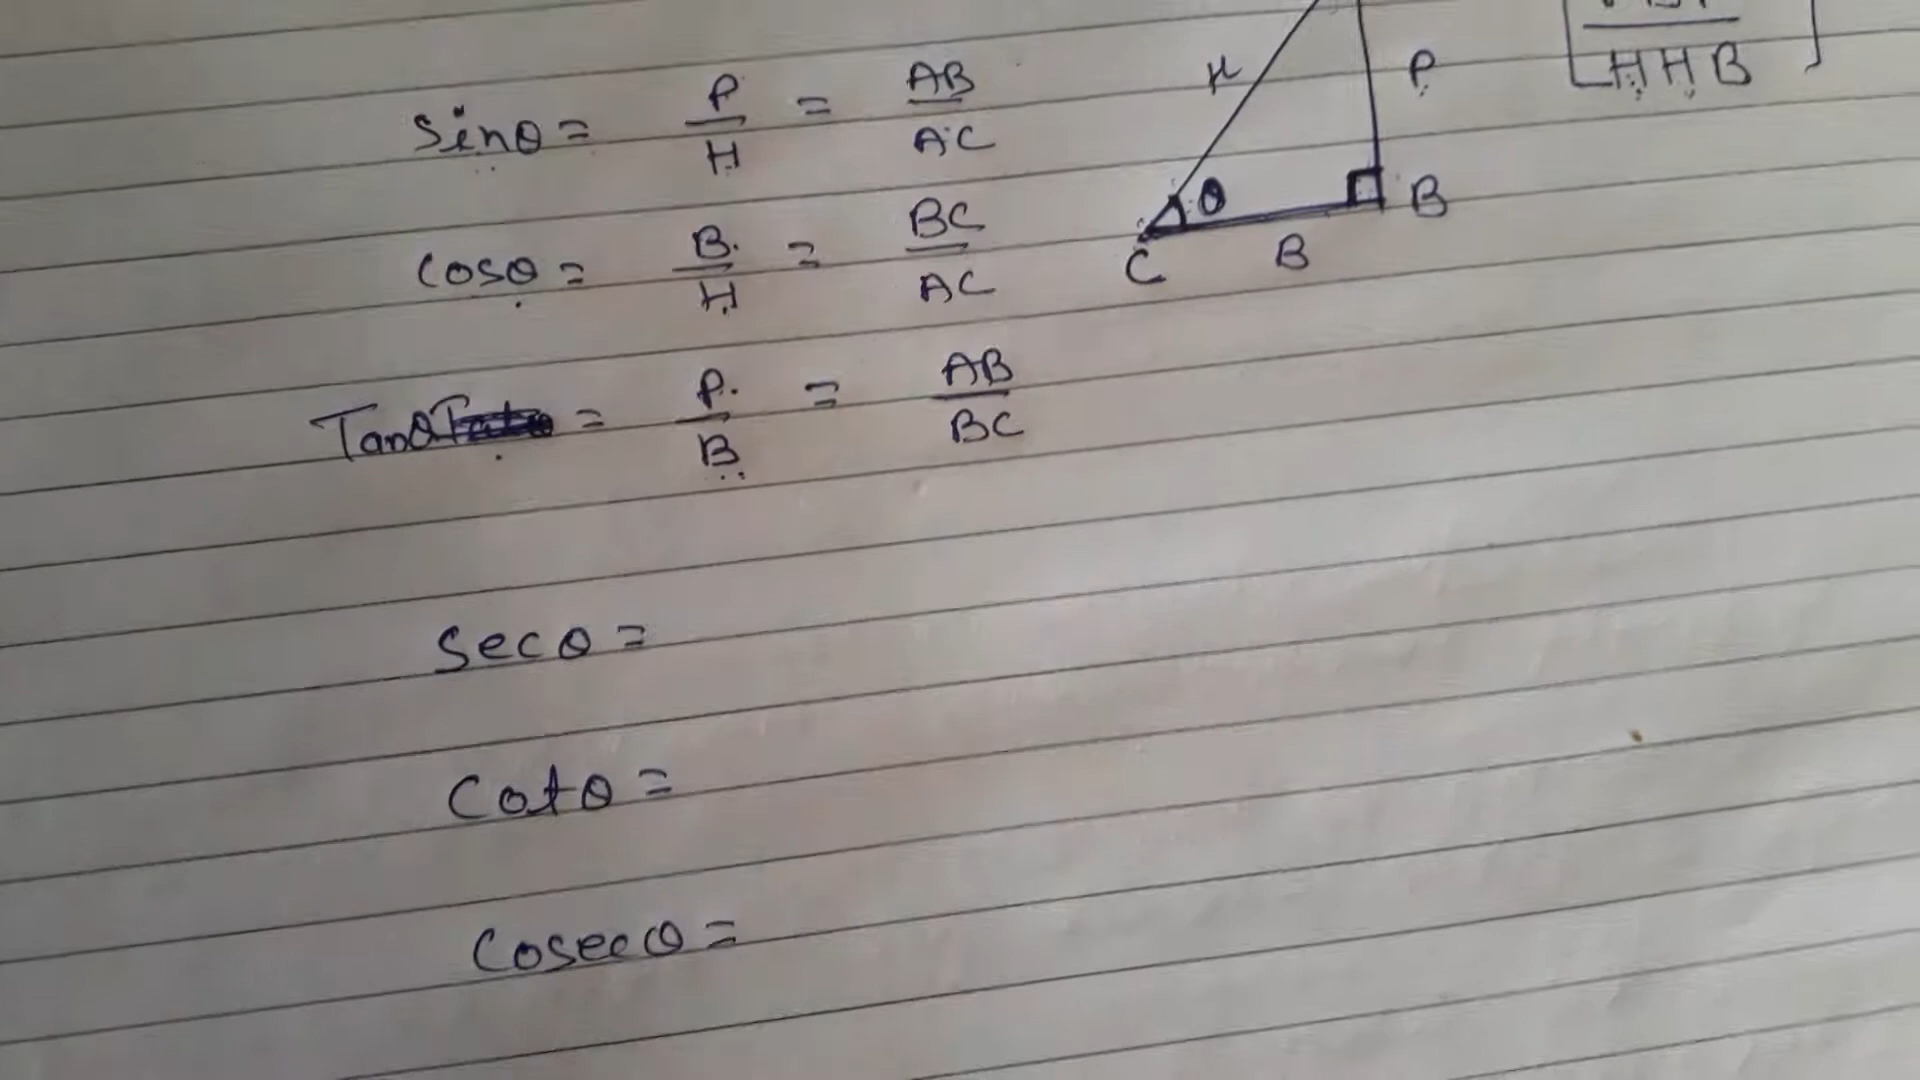 H
P
HHB
Sinθ = P/H = AB/AC
θ
B
C
B
Cosθ = B/H = BC/AC
Tanθ = P/B = AB/BC
Secθ =
Cotθ =
Cosecθ =